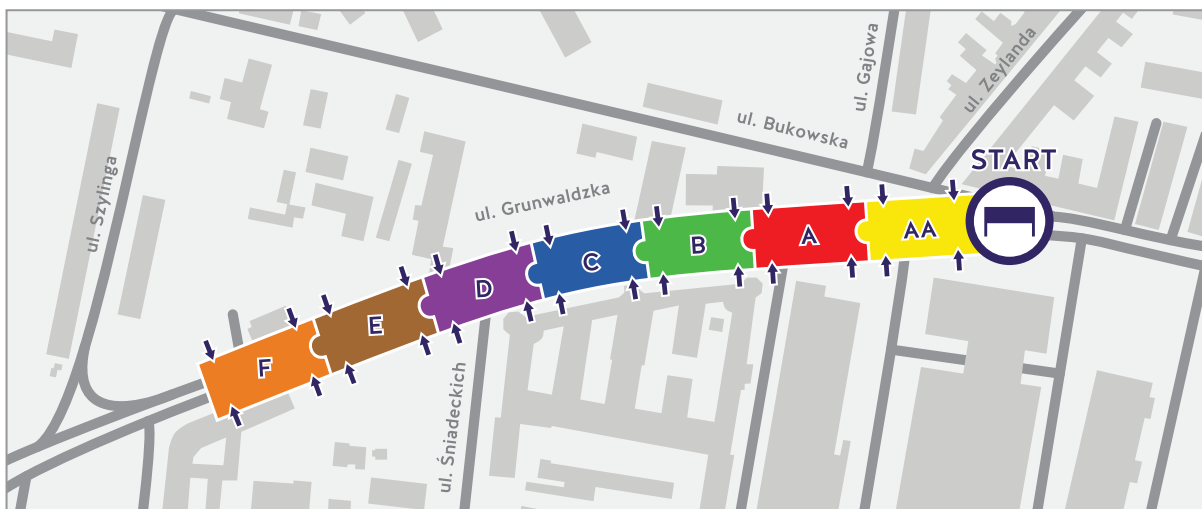 ul. Gajowa
ul. Zeylanda
ul. Bukowska
START
ul. Szylinga
ul. Grunwaldzka
AA
A
B
C
D
E
F
ul. Śniadeckich